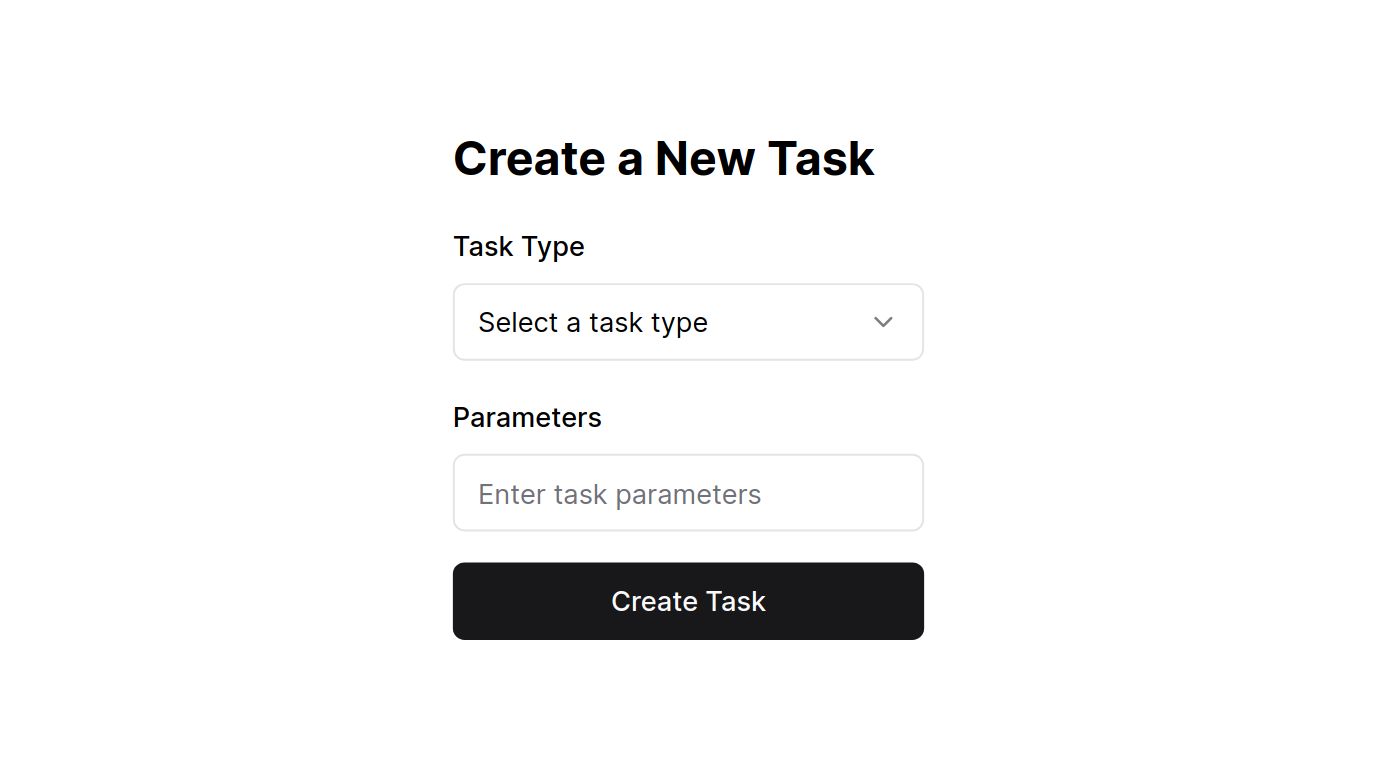 Create a New Task
Task Type
Select a task type
Parameters
Enter task parameters
Create Task